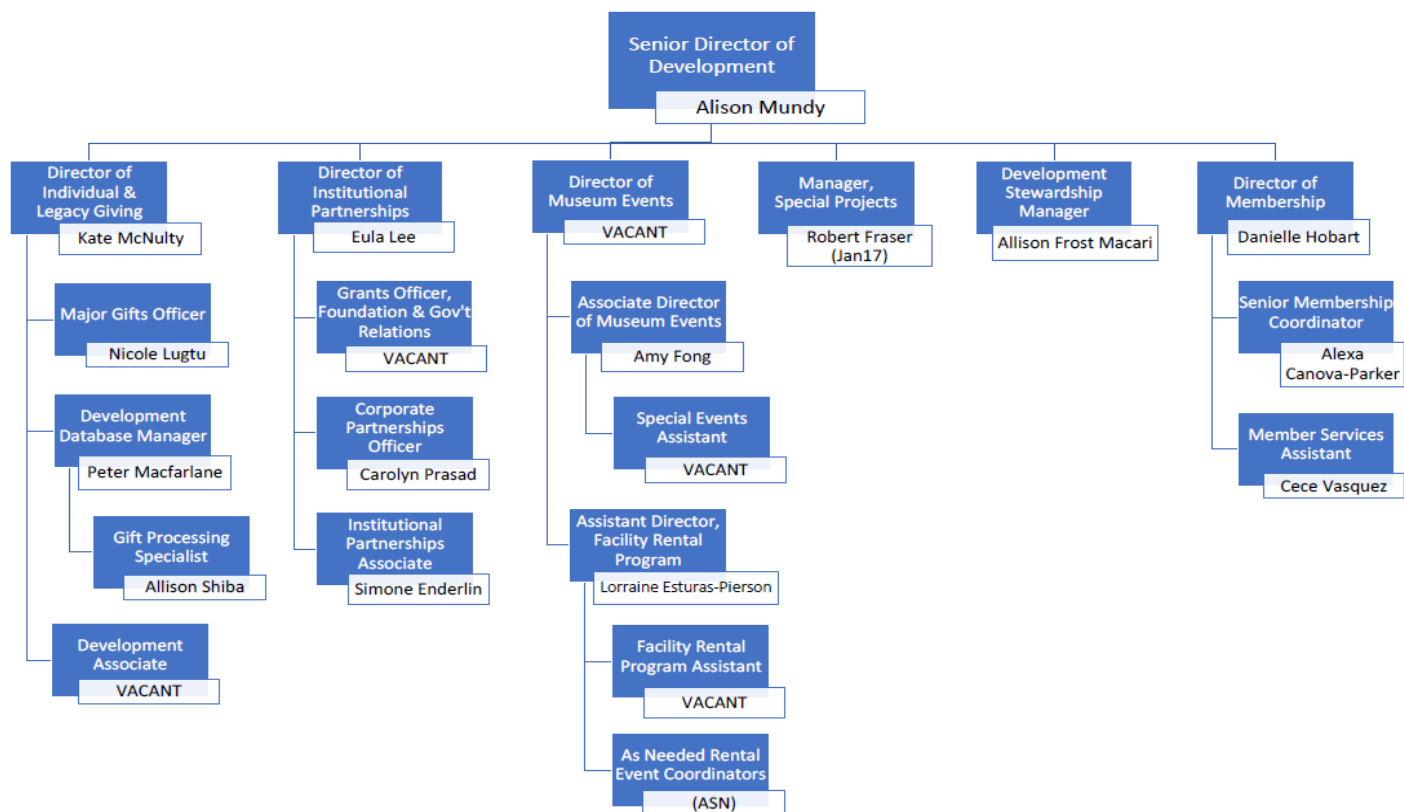 Senior Director of
Development
Alison Mundy
Director of
Individual &
Legacy Giving
Kate McNulty
Major Gifts Officer
Nicole Lugtu
Development
Database Manager
Peter Macfarlane
Gift Processing
Specialist
Allison Shiba
Development
Associate
VACANT
Director of
Institutional
Partnerships
Eula Lee
Grants Officer,
Foundation & Gov't
Relations
VACANT
Corporate
Partnerships
Officer
Carolyn Prasad
Institutional
Partnerships
Associate
Simone Enderlin
Director of
Museum Events
VACANT
Associate Director
of Museum Events
Amy Fong
Special Events
Assistant
VACANT
Assistant Director,
Facility Rental
Program
Lorraine Esturas-Pierson
Facility Rental
Program Assistant
VACANT
As Needed Rental
Event Coordinators
(ASN)
Manager,
Special Projects
Robert Fraser
(Jan17)
Development
Stewardship
Manager
Allison Frost Macari
Director of
Membership
Danielle Hobart
Senior Membership
Coordinator
Alexa
Canova-Parker
Member Services
Assistant
Cece Vasquez